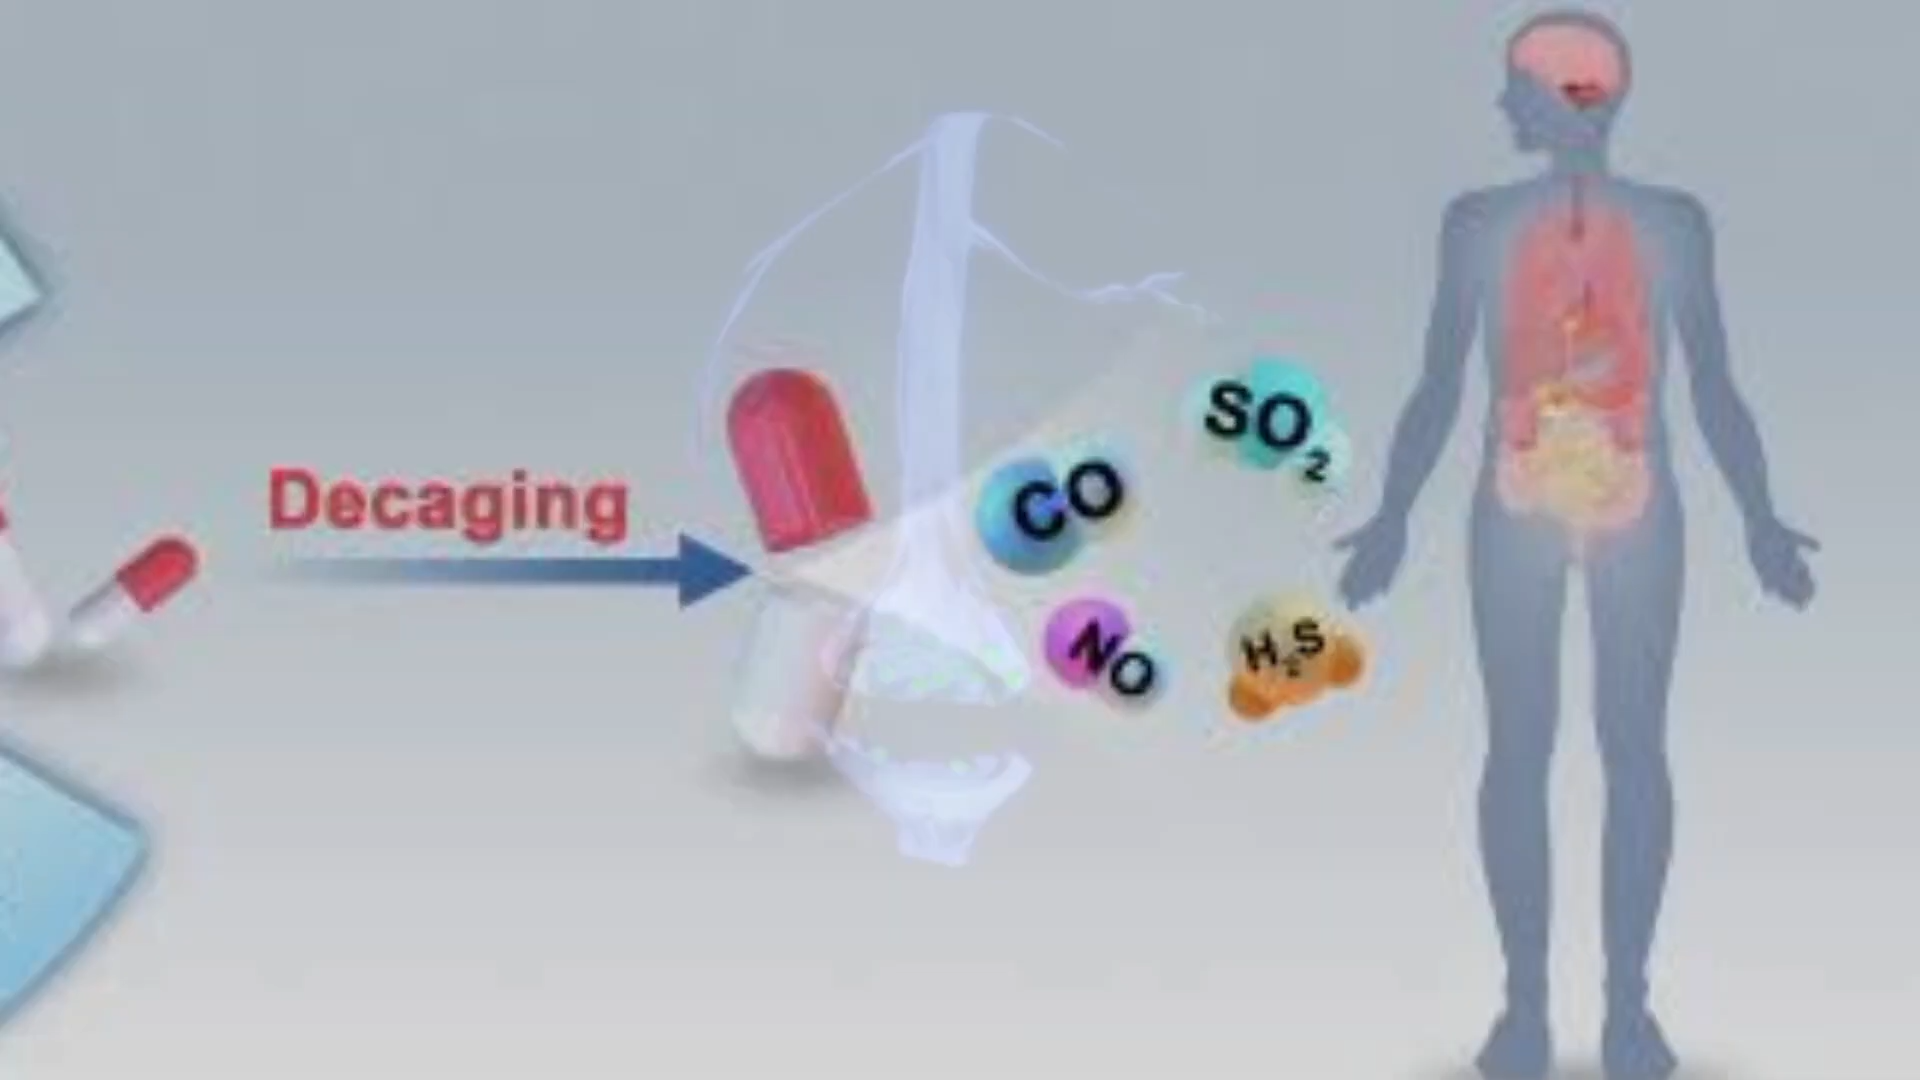 Decaging
SO₂
CO
NO
H₂S